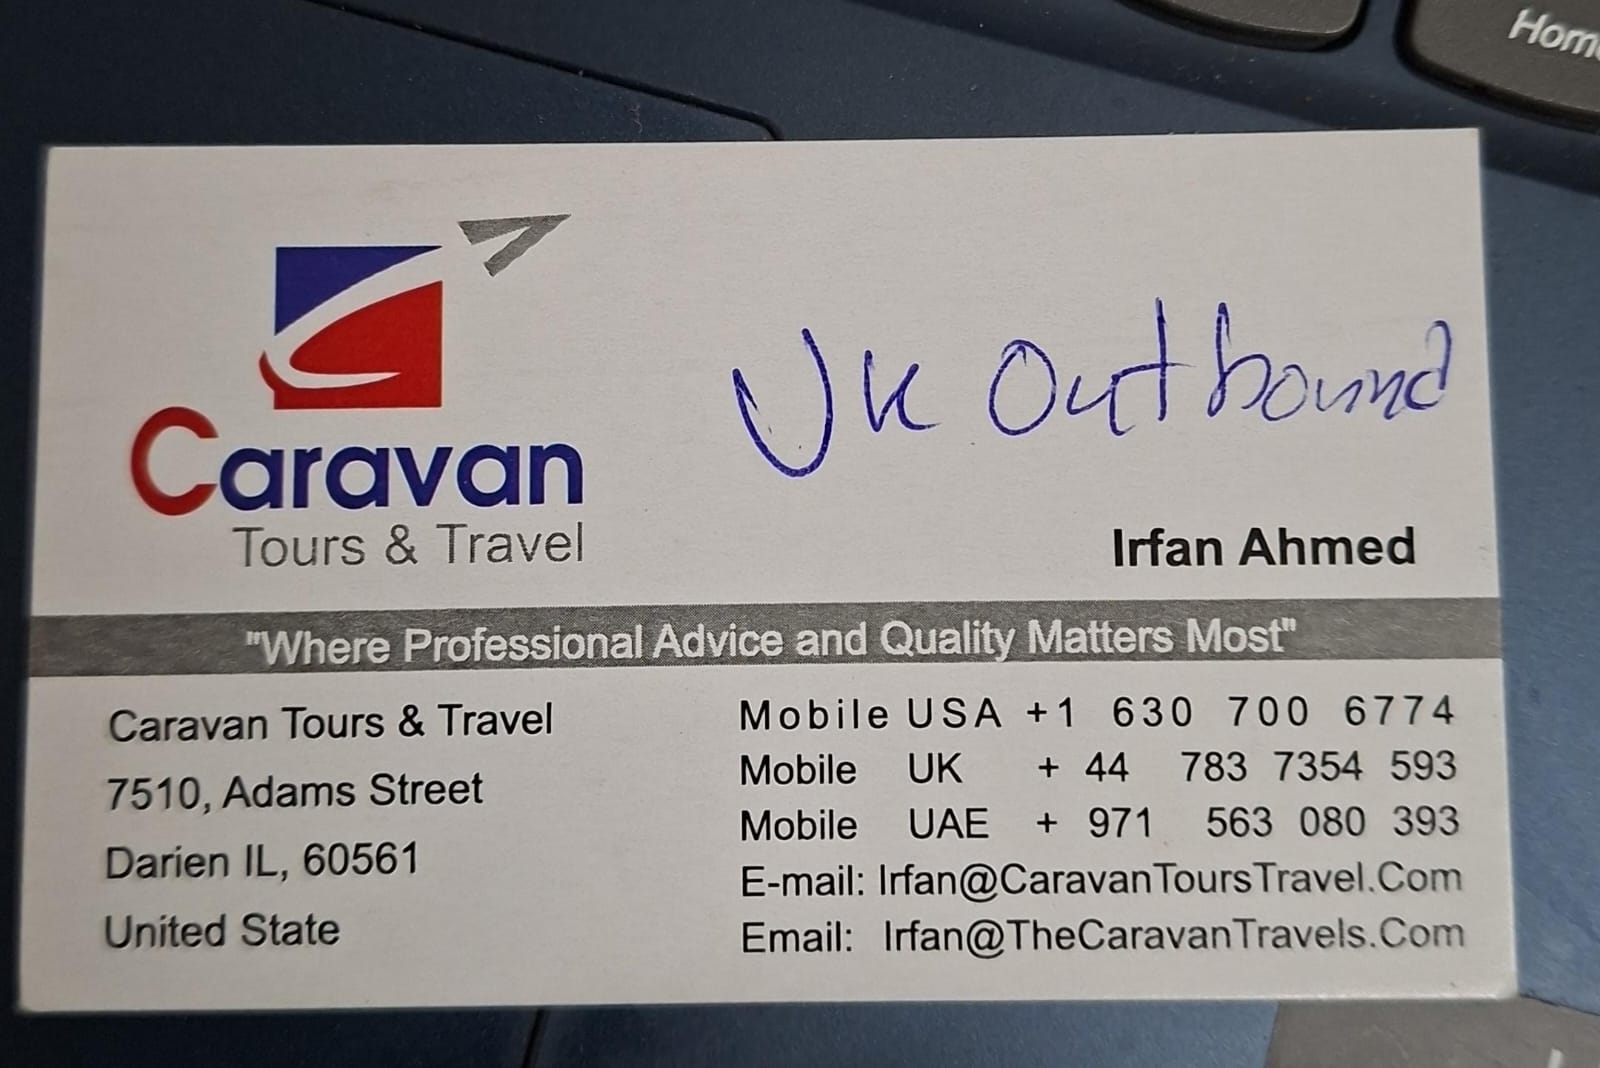 Home
Caravan
Tours & Travel
UK Outbound
Irfan Ahmed
"Where Professional Advice and Quality Matters Most"
Caravan Tours & Travel
7510, Adams Street
Darien IL, 60561
United State
Mobile USA +1 630 700 6774
Mobile UK + 44 783 7354 593
Mobile UAE + 971 563 080 393
E-mail: Irfan@CaravanToursTravel.Com
Email: Irfan@TheCaravanTravels.Com